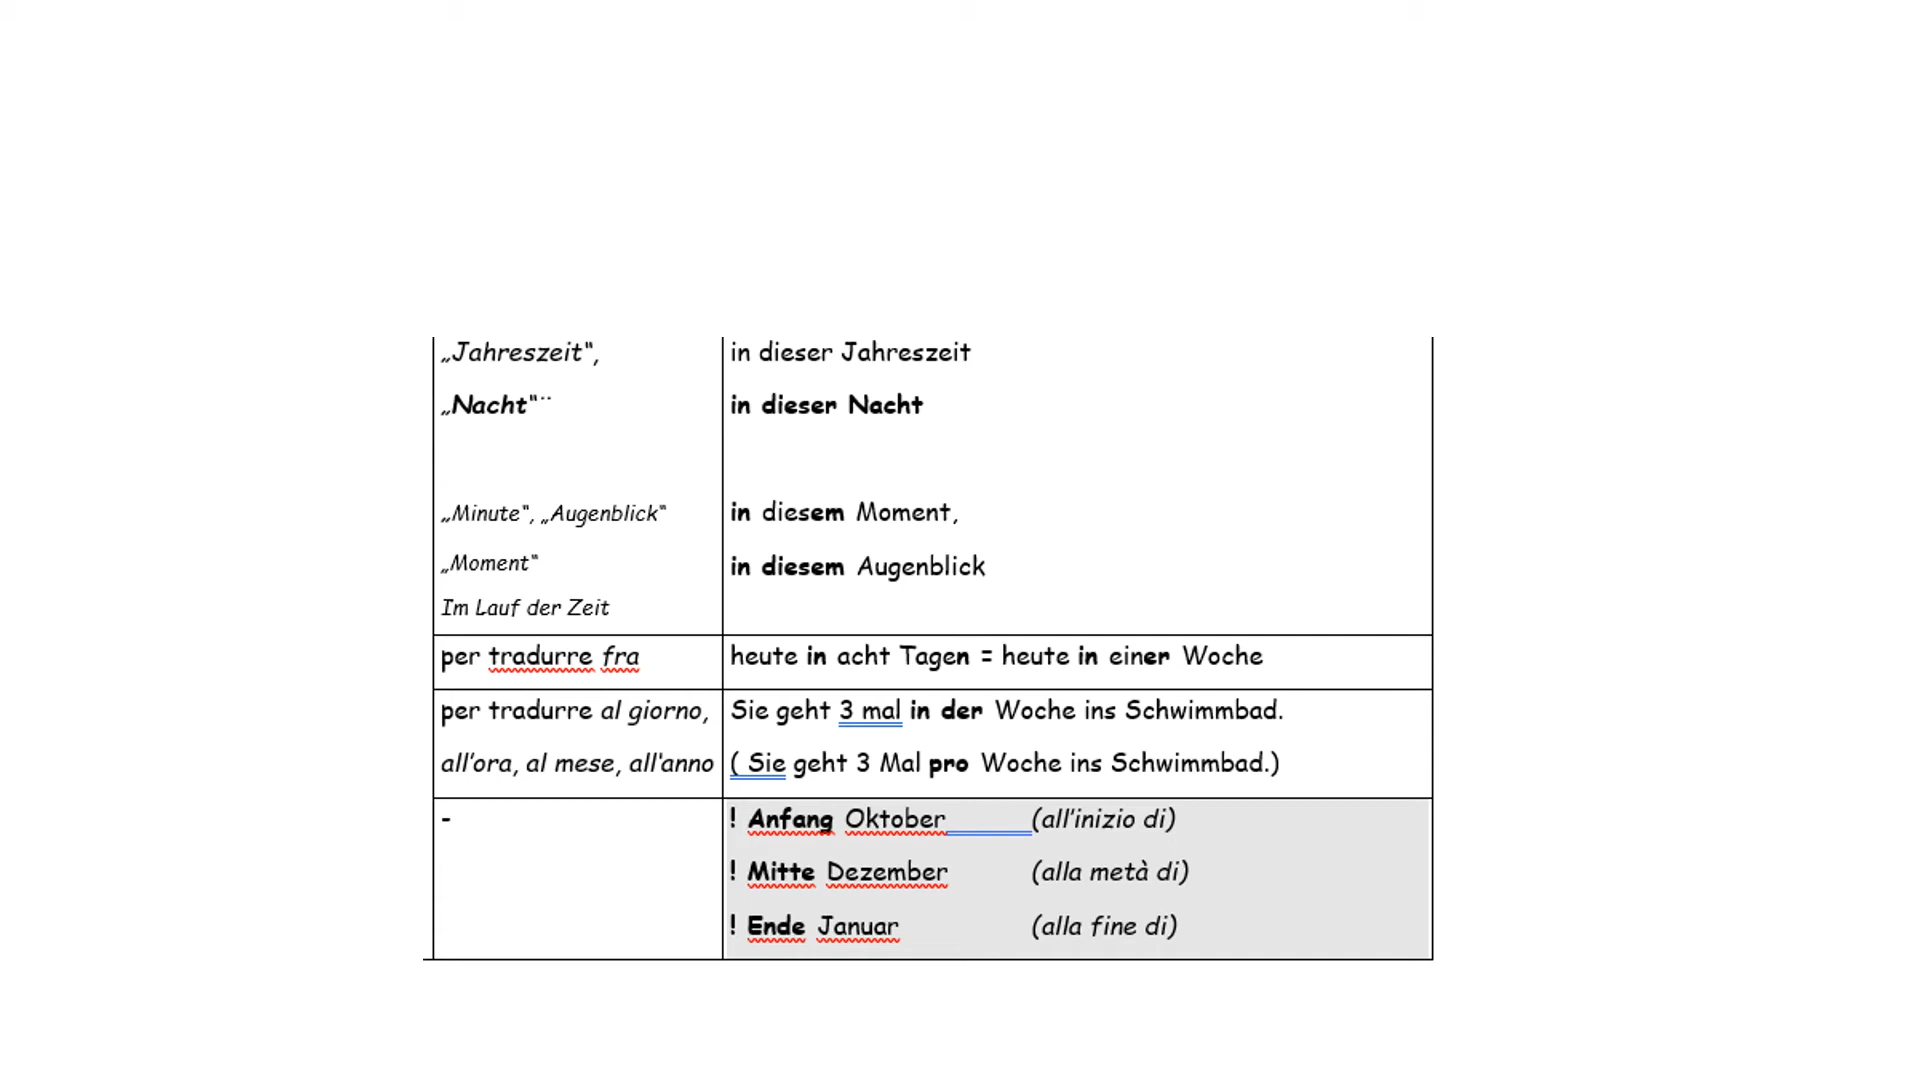 „Jahreszeit“, in dieser Jahreszeit
„Nacht“¨ in dieser Nacht
„Minute“, „Augenblick“ in diesem Moment,
„Moment“ in diesem Augenblick
Im Lauf der Zeit
per tradurre fra heute in acht Tagen = heute in einer Woche
per tradurre al giorno, Sie geht 3 mal in der Woche ins Schwimmbad.
all'ora, al mese, all'anno ( Sie geht 3 Mal pro Woche ins Schwimmbad.)
- ! Anfang Oktober (all'inizio di)
! Mitte Dezember (alla metà di)
! Ende Januar (alla fine di)